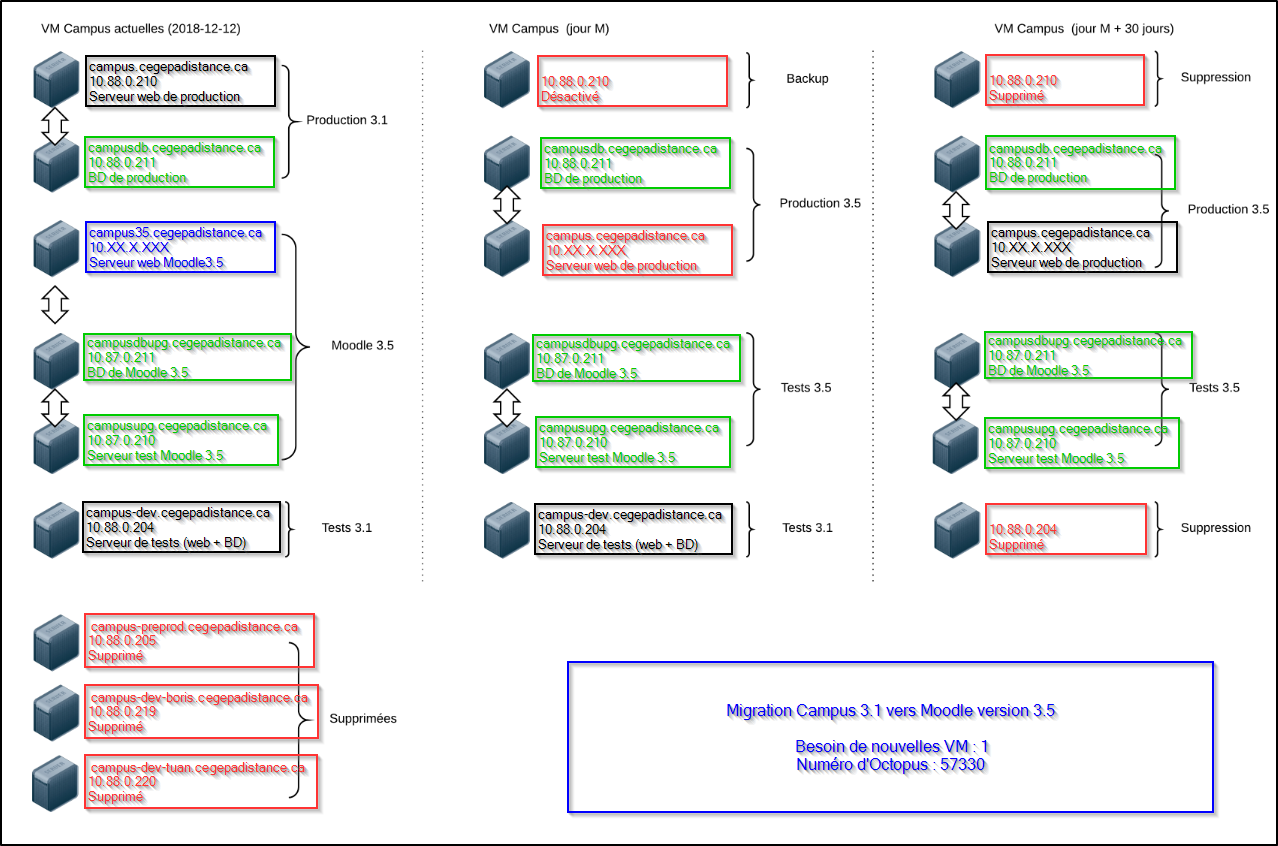 VM Campus actuelles (2018-12-12)
campus.cegepadistance.ca
10.88.0.210
Serveur web de production
campusdb.cegepadistance.ca
10.88.0.211
BD de production
Production 3.1
campus35.cegepadistance.ca
10.XX.X.XXX
Serveur web Moodle3.5
campusdbupg.cegepadistance.ca
10.87.0.211
BD de Moodle 3.5
campusupg.cegepadistance.ca
10.87.0.210
Serveur test Moodle 3.5
Moodle 3.5
campus-dev.cegepadistance.ca
10.88.0.204
Serveur de tests (web + BD)
Tests 3.1
campus-preprod.cegepadistance.ca
10.88.0.205
Supprimé
campus-dev-boris.cegepadistance.ca
10.88.0.219
Supprimé
campus-dev-tuan.cegepadistance.ca
10.88.0.220
Supprimé
Supprimées
VM Campus (jour M)
10.88.0.210
Désactivé
Backup
campusdb.cegepadistance.ca
10.88.0.211
BD de production
campus.cegepadistance.ca
10.XX.X.XXX
Serveur web de production
Production 3.5
campusdbupg.cegepadistance.ca
10.87.0.211
BD de Moodle 3.5
campusupg.cegepadistance.ca
10.87.0.210
Serveur test Moodle 3.5
Tests 3.5
campus-dev.cegepadistance.ca
10.88.0.204
Serveur de tests (web + BD)
Tests 3.1
VM Campus (jour M + 30 jours)
10.88.0.210
Supprimé
Suppression
campusdb.cegepadistance.ca
10.88.0.211
BD de production
campus.cegepadistance.ca
10.XX.X.XXX
Serveur web de production
Production 3.5
campusdbupg.cegepadistance.ca
10.87.0.211
BD de Moodle 3.5
campusupg.cegepadistance.ca
10.87.0.210
Serveur test Moodle 3.5
Tests 3.5
10.88.0.204
Supprimé
Suppression
Migration Campus 3.1 vers Moodle version 3.5
Besoin de nouvelles VM : 1
Numéro d'Octopus : 57330